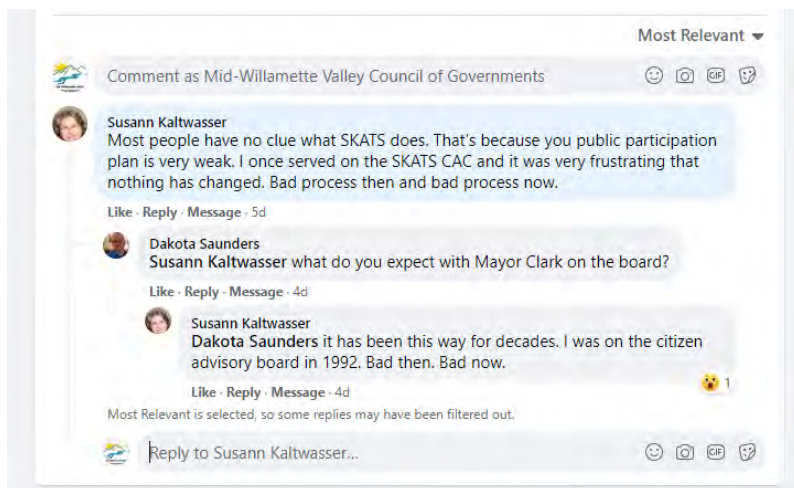 Most Relevant
Comment as Mid-Willamette Valley Council of Governments
GIF
Susann Kaltwasser
Most people have no clue what SKATS does. That's because you public participation
plan is very weak. I once served on the SKATS CAC and it was very frustrating that
nothing has changed. Bad process then and bad process now.
Like · Reply · Message · 5d
Dakota Saunders
Susann Kaltwasser what do you expect with Mayor Clark on the board?
Like · Reply · Message · 4d
Susann Kaltwasser
Dakota Saunders it has been this way for decades. I was on the citizen
advisory board in 1992. Bad then. Bad now.
1
Like · Reply · Message · 4d
Most Relevant is selected, so some replies may have been filtered out.
Reply to Susann Kaltwasser...
GIF